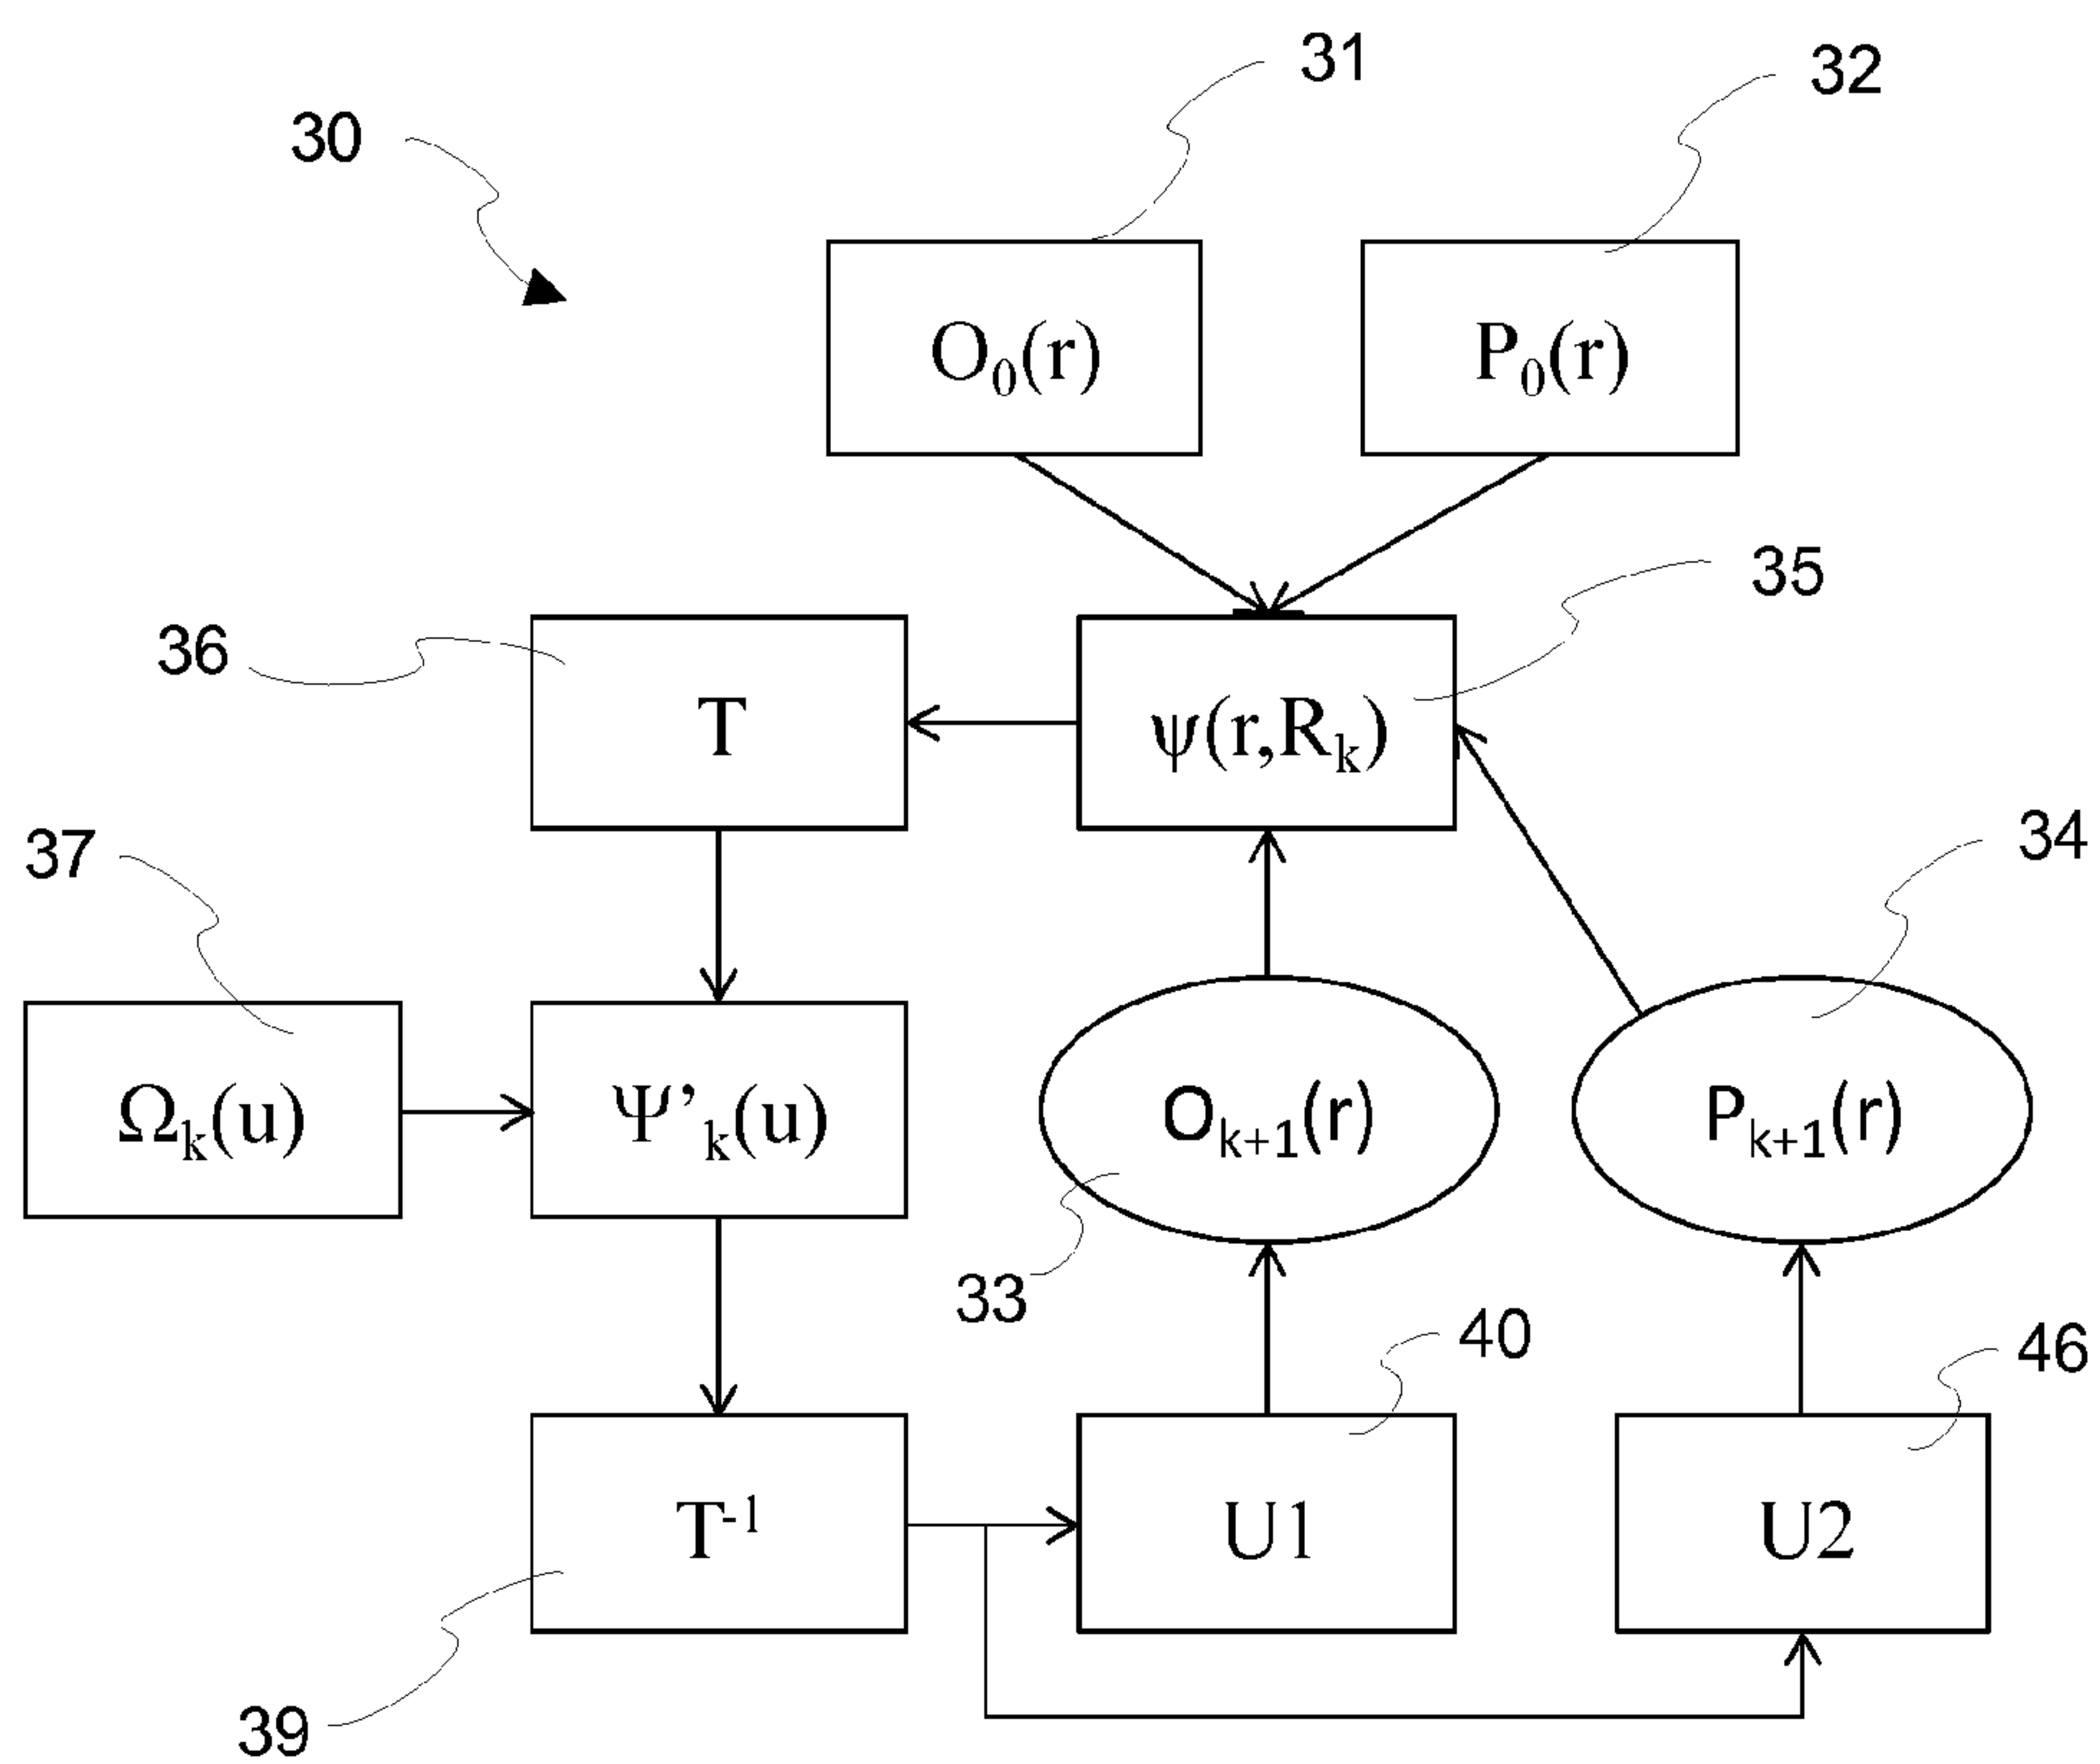 31
32
30
O₀(r)
P₀(r)
35
36
T
ψ(r,Rₖ)
37
34
Ωₖ(u)
Ψ’ₖ(u)
Oₖ₊₁(r)
Pₖ₊₁(r)
33
40
46
T⁻¹
U1
U2
39